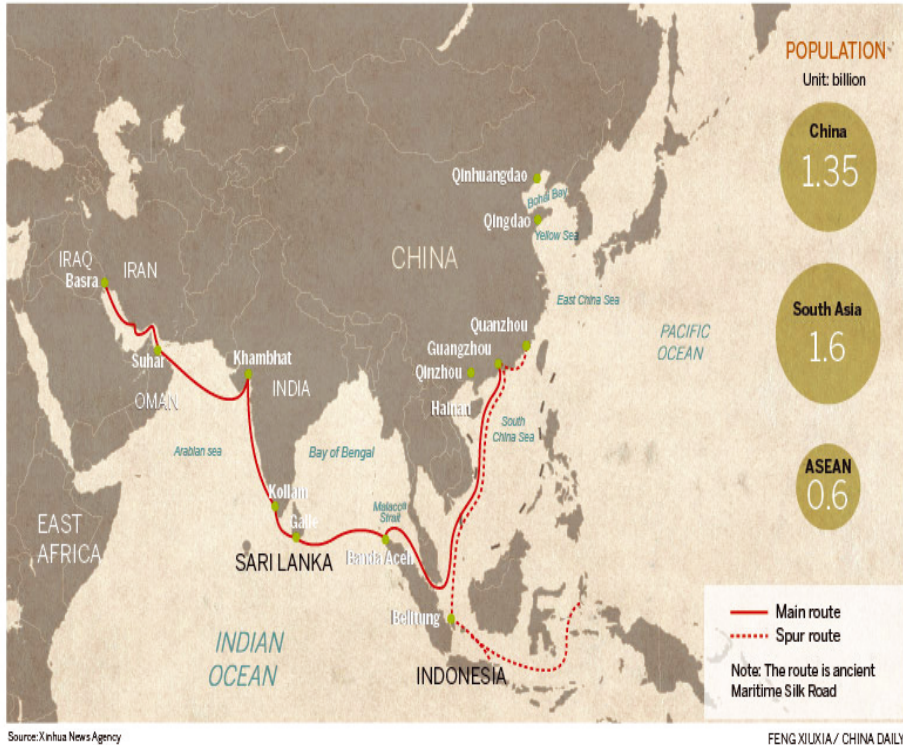 POPULATION
Unit: billion
China
1.35
South Asia
1.6
ASEAN
0.6
Qinhuangdao
Bohai Bay
Qingdao
Yellow Sea
CHINA
IRAQ
IRAN
Basra
East China Sea
Quanzhou
PACIFIC
OCEAN
Guangzhou
Suhar
Khambhat
Qinzhou
INDIA
OMAN
Hainan
South
China Sea
Arabian sea
Bay of Bengal
Kollam
Malacca
Strait
Galle
EAST
AFRICA
Banda Aceh
SARI LANKA
Belitung
Main route
Spur route
INDIAN
OCEAN
INDONESIA
Note: The route is ancient
Maritime Silk Road
Source: Xinhua News Agency
FENG XIUXIA / CHINA DAILY